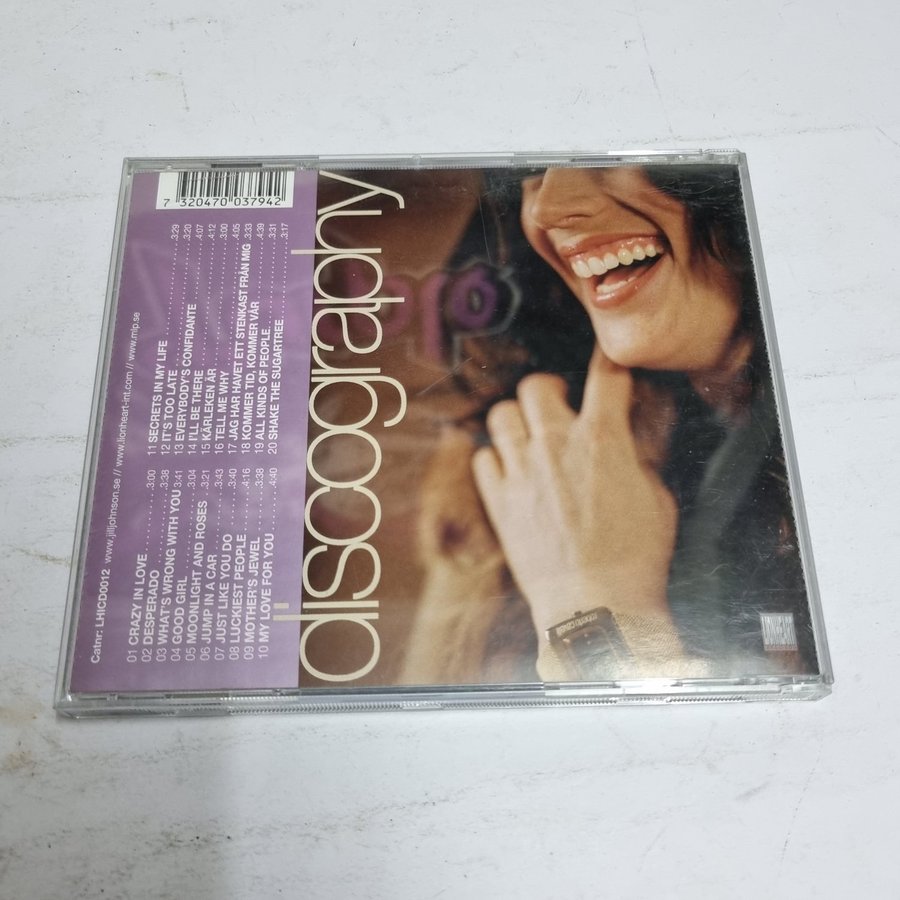 7 320470 037942
Catnr: LHICD0012 www.jilljohnson.se // www.lionheart-int.com // www.mlp.se
01 CRAZY IN LOVE ........3:00
02 DESPERADO ........3:38
03 WHAT'S WRONG WITH YOU 3:41
04 GOOD GIRL ........3:04
05 MOONLIGHT AND ROSES ..3:21
06 JUMP IN A CAR ........3:43
07 JUST LIKE YOU DO ........3:40
08 LUCKIEST PEOPLE ........4:16
09 MOTHER'S JEWEL ........3:38
10 MY LOVE FOR YOU ........4:40
11 SECRETS IN MY LIFE ........3:29
12 IT'S TOO LATE ........3:20
13 EVERYBODY'S CONFIDANTE ........4:07
14 I'LL BE THERE ........4:12
15 KÄRLEKEN ÄR ........3:00
16 TELL ME WHY ........4:05
17 JAG HAR HAVET ETT STENKAST FRÅN MIG ..3:33
18 KOMMER TID, KOMMER VÅR ........4:39
19 ALL KINDS OF PEOPLE ........3:31
20 SHAKE THE SUGARTREE ........3:17
discography
roberto cavalli
LIONHEART